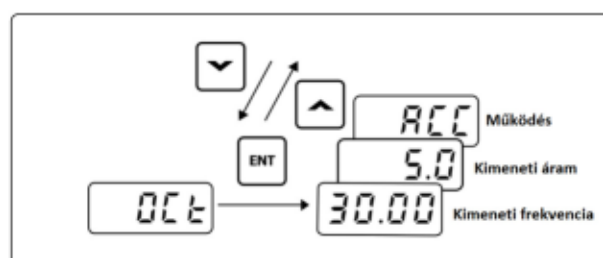 ACC Működés
ENT 5.0 Kimeneti áram
OCt 30.00 Kimeneti frekvencia